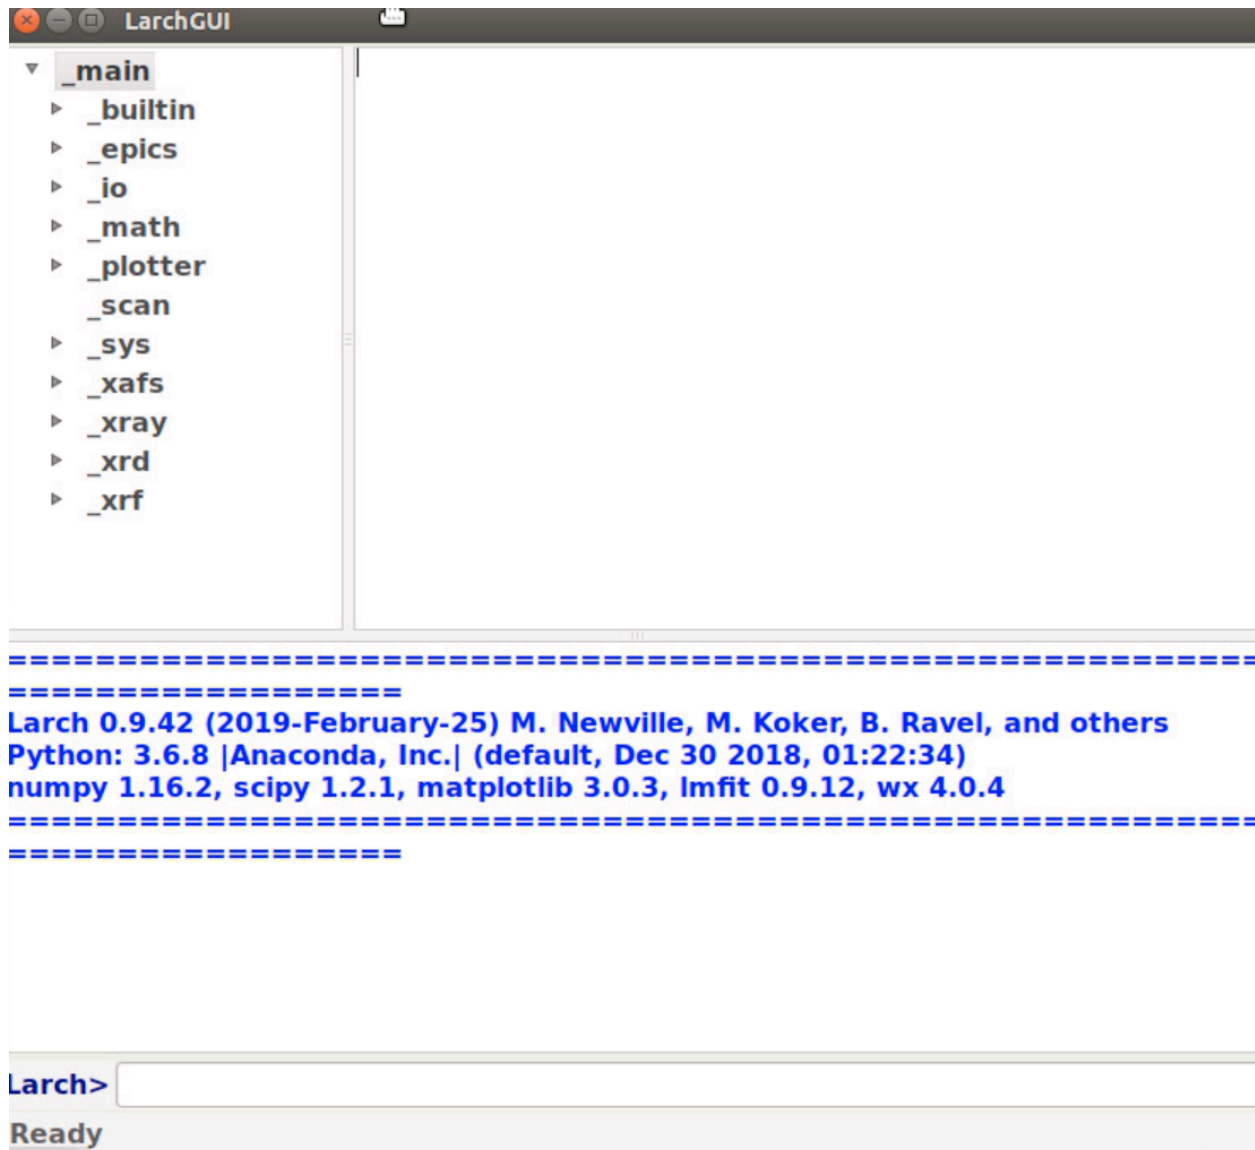 LarchGUI
_main
_builtin
_epics
_io
_math
_plotter
_scan
_sys
_xafs
_xray
_xrd
_xrf
=========================================================
==================
Larch 0.9.42 (2019-February-25) M. Newville, M. Koker, B. Ravel, and others
Python: 3.6.8 |Anaconda, Inc.| (default, Dec 30 2018, 01:22:34)
numpy 1.16.2, scipy 1.2.1, matplotlib 3.0.3, lmfit 0.9.12, wx 4.0.4
=========================================================
==================
Larch>
Ready